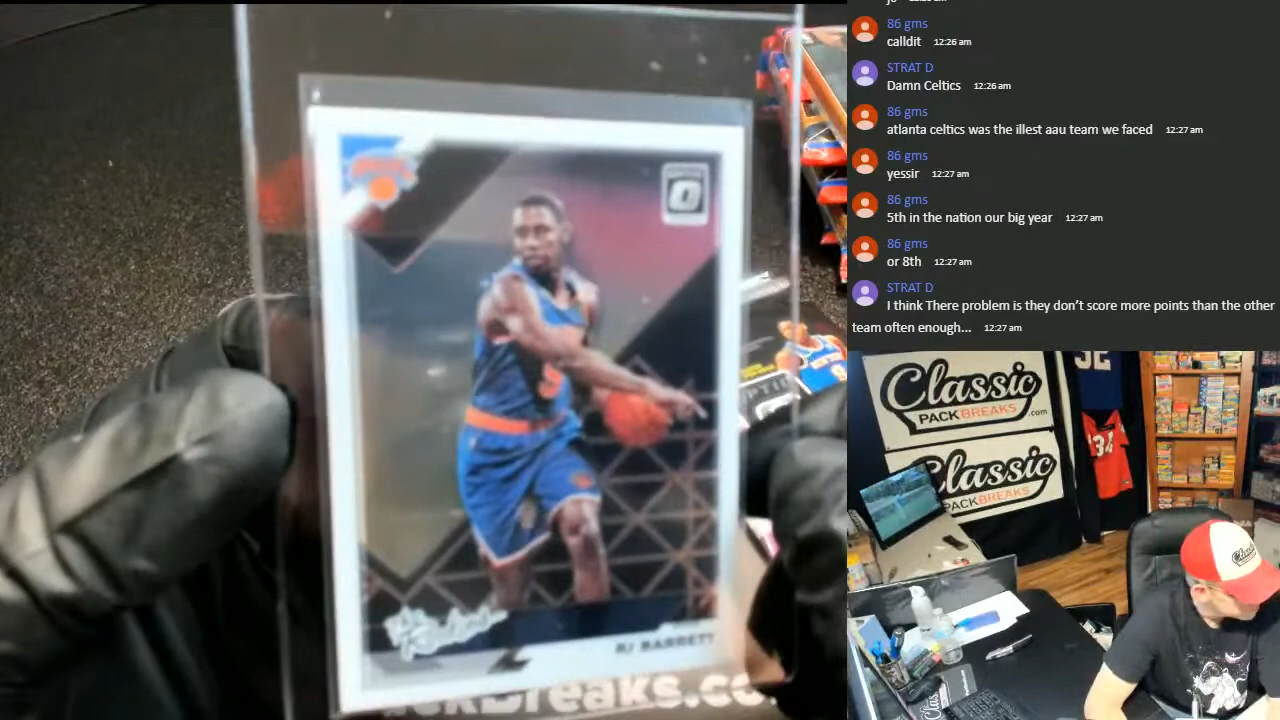 RJ BARRETT
ckBreaks.co
86 gms
calldit 12:26 am
STRAT D
Damn Celtics 12:26 am
86 gms
atlanta celtics was the illest aau team we faced 12:27 am
86 gms
yessir 12:27 am
86 gms
5th in the nation our big year 12:27 am
86 gms
or 8th 12:27 am
STRAT D
I think There problem is they don’t score more points than the other
team often enough... 12:27 am
Classic
PACKBREAKS.com
Classic
PACKBREAKS
34